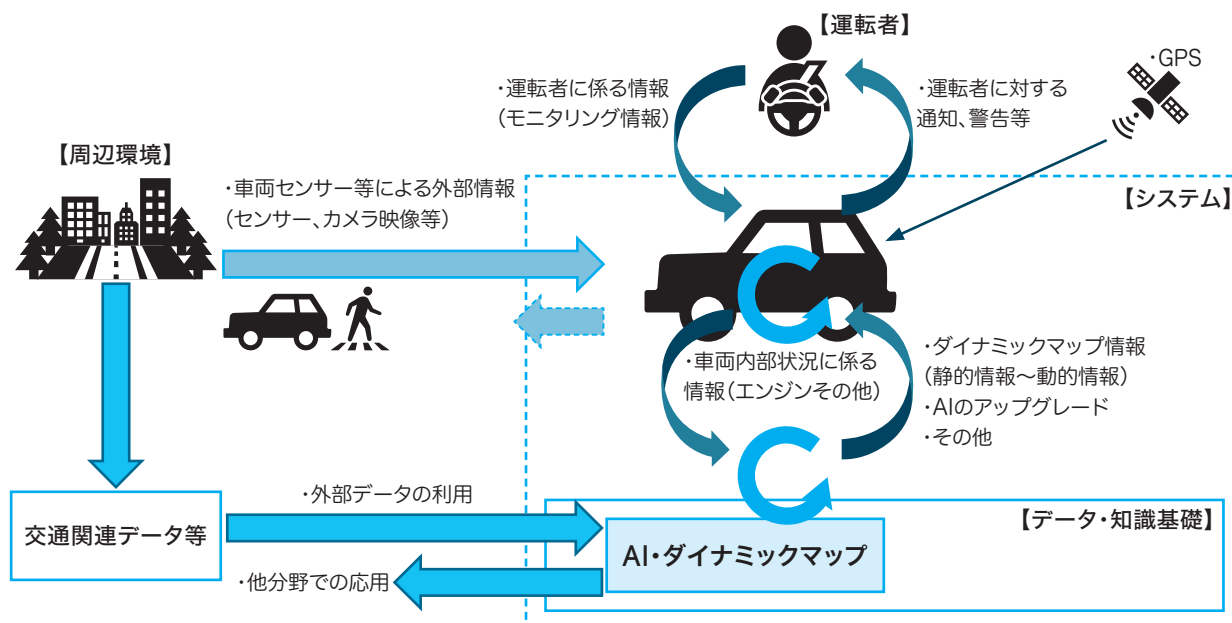 【運転者】
・GPS
・運転者に係る情報
(モニタリング情報)
・運転者に対する
通知、警告等
【周辺環境】
・車両センサー等による外部情報
(センサー、カメラ映像等)
【システム】
・車両内部状況に係る
情報(エンジンその他)
・ダイナミックマップ情報
(静的情報～動的情報)
・AIのアップグレード
・その他
・外部データの利用
交通関連データ等
【データ・知識基礎】
AI・ダイナミックマップ
・他分野での応用